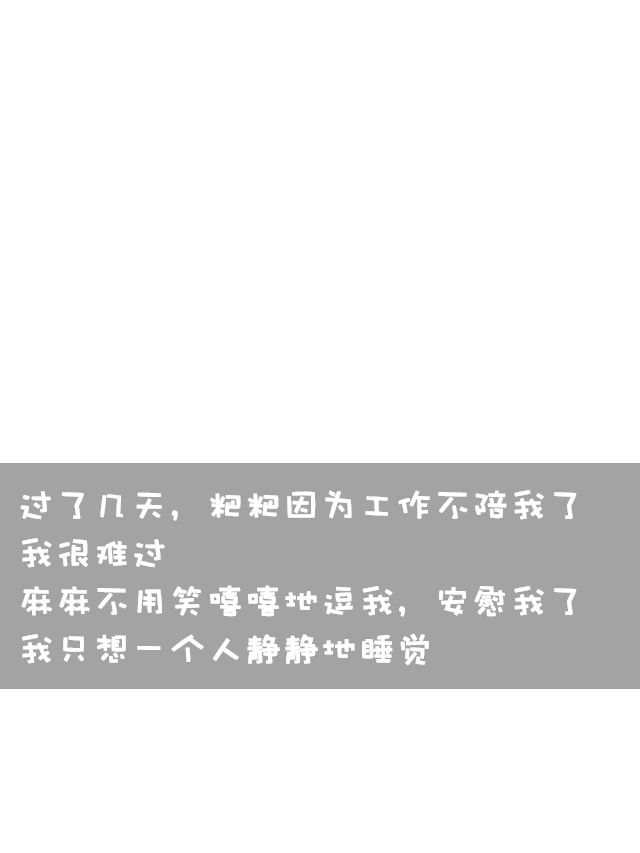 过了几天，粑粑因为工作不陪我了
我很难过
麻麻不用笑嘻嘻地逗我，安慰我了
我只想一个人静静地睡觉